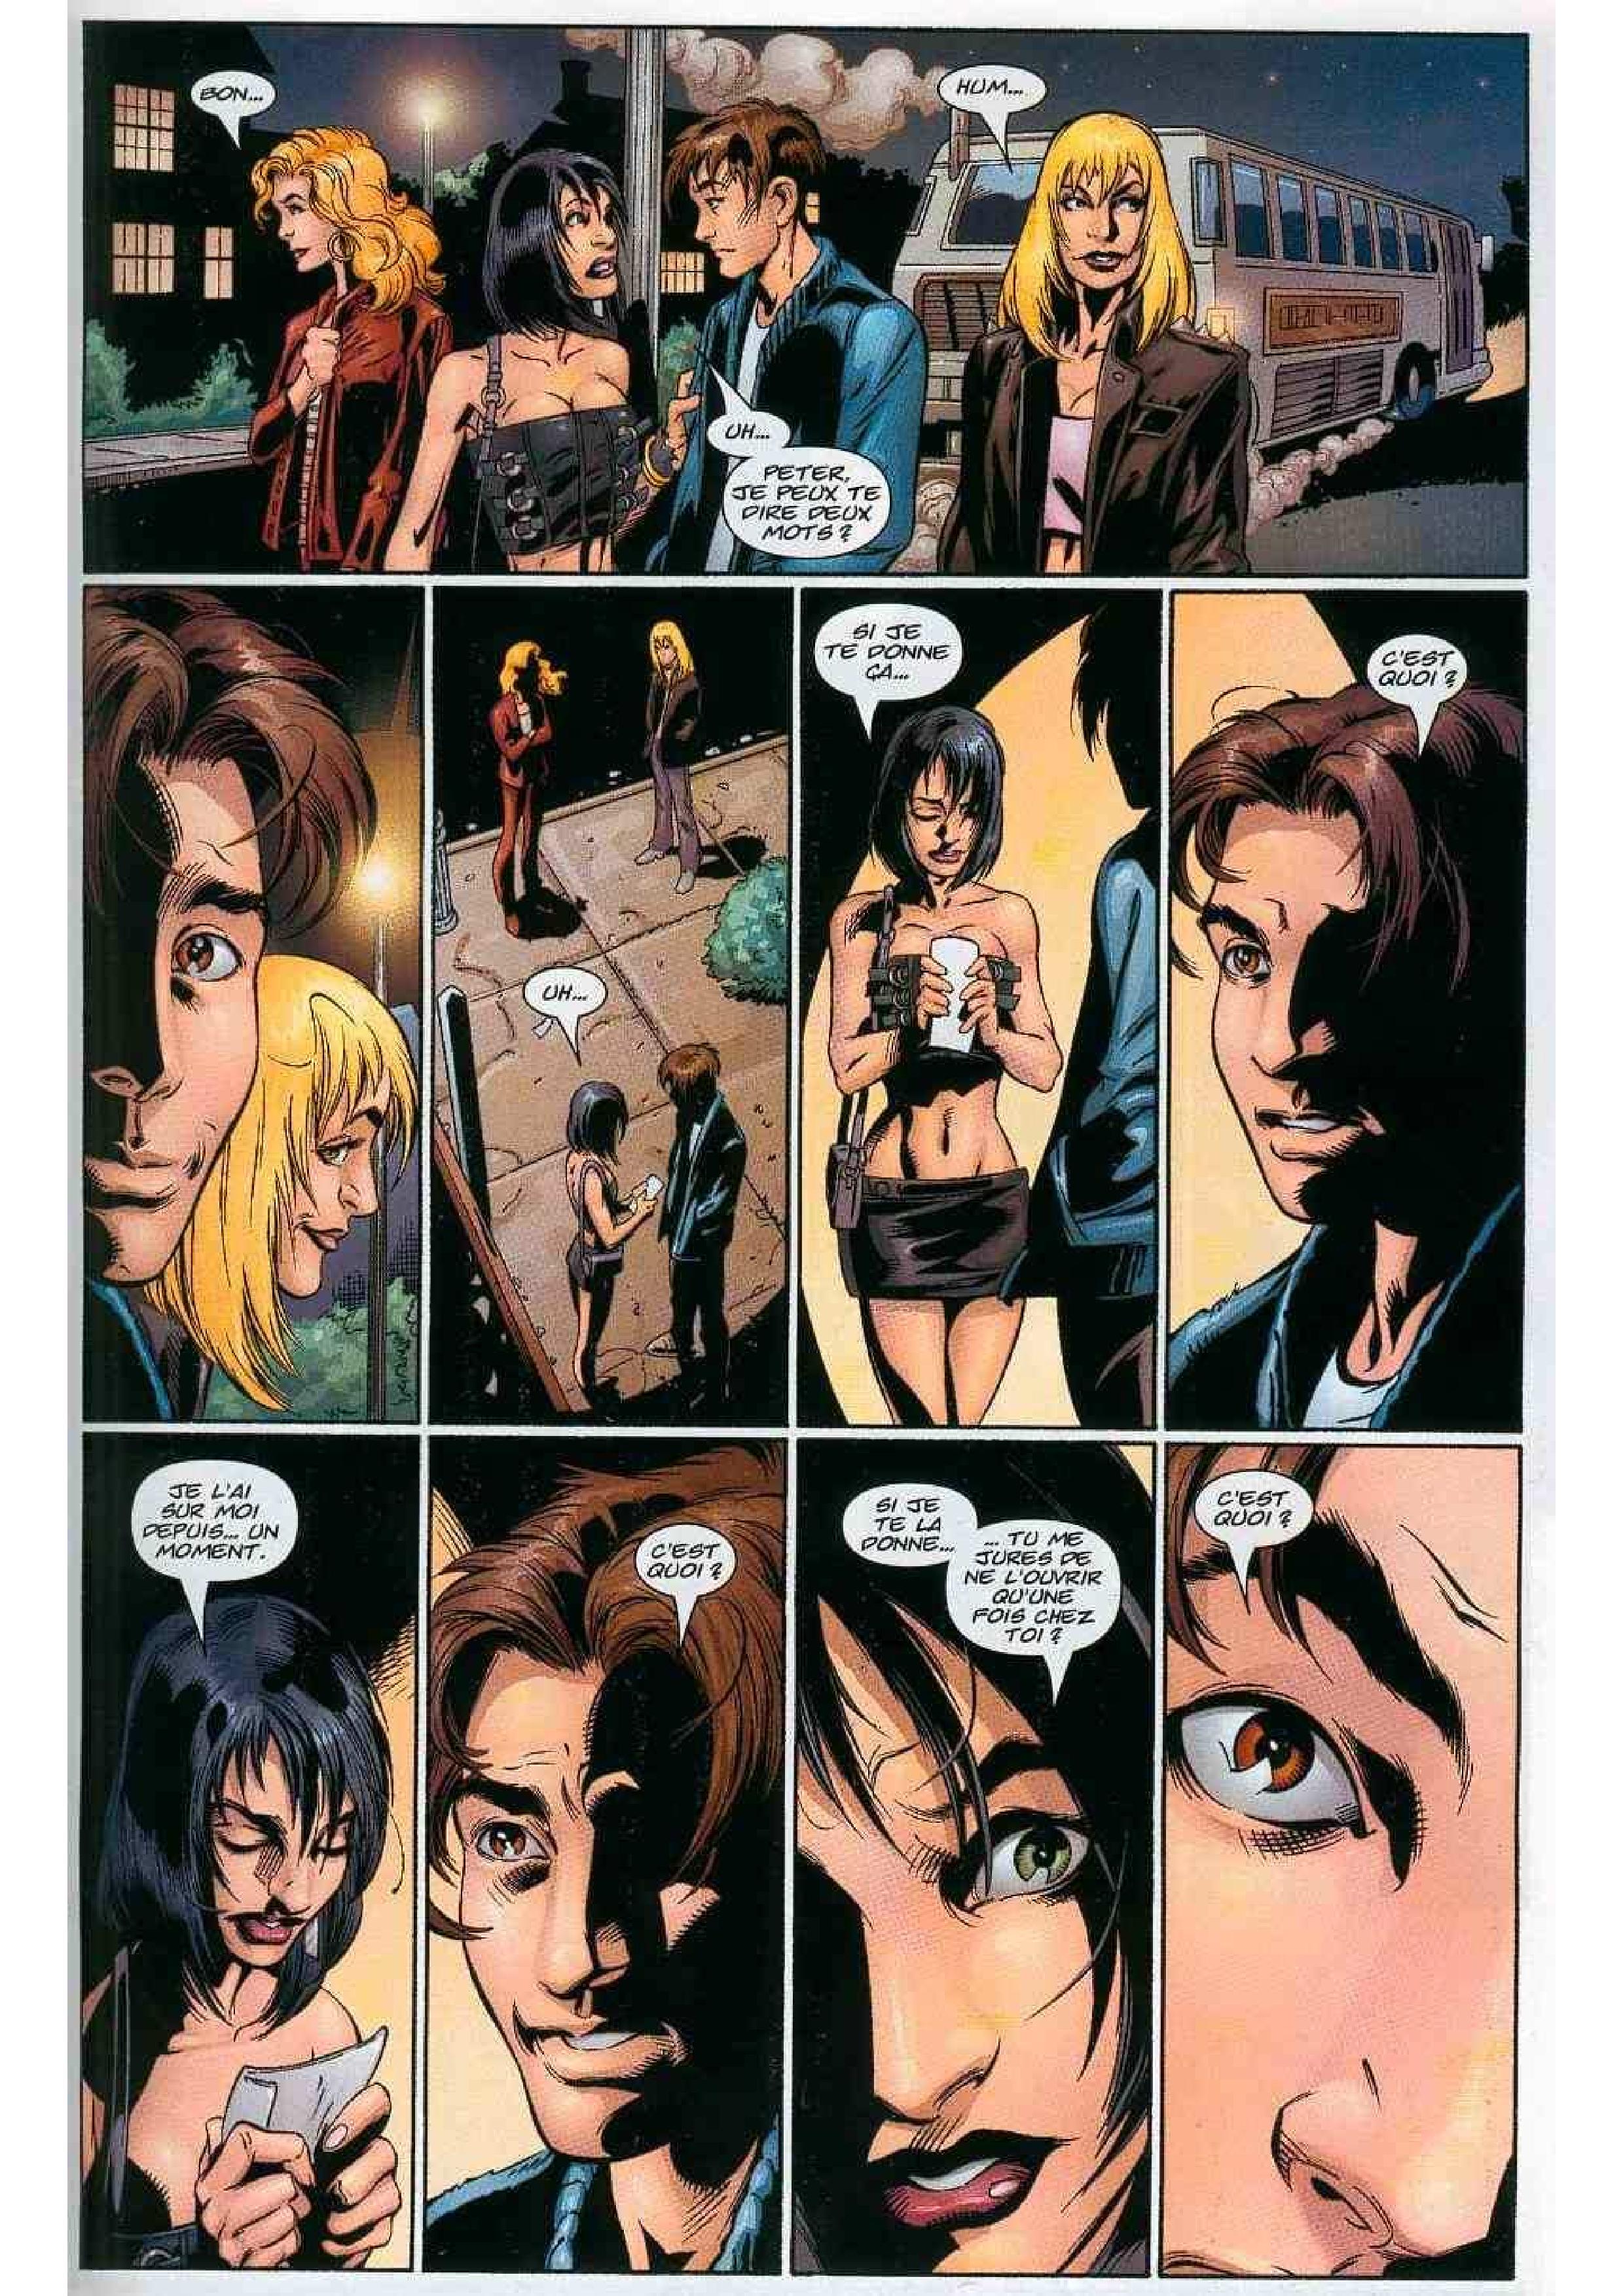 BON...
HUM...
UH...
PETER,
JE PEUX TE
DIRE DEUX
MOTS ?
UH...
SI JE
TE DONNE
ÇA...
C'EST
QUOI ?
JE L'AI
SUR MOI
DEPUIS... UN
MOMENT.
C'EST
QUOI ?
SI JE
TE LA
DONNE...
... TU ME
JURES DE
NE L'OUVRIR
QU'UNE
FOIS CHEZ
TOI ?
C'EST
QUOI ?